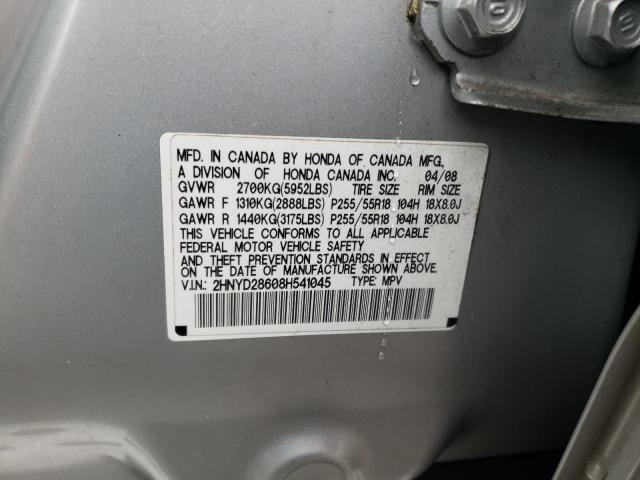 MFD. IN CANADA BY HONDA OF CANADA MFG.,
A DIVISION OF HONDA CANADA INC. 04/08
GVWR 2700KG(5952LBS) TIRE SIZE RIM SIZE
GAWR F 1310KG(2888LBS) P255/55R18 104H 18X8.0J
GAWR R 1440KG(3175LBS) P255/55R18 104H 18X8.0J
THIS VEHICLE CONFORMS TO ALL APPLICABLE
FEDERAL MOTOR VEHICLE SAFETY
AND THEFT PREVENTION STANDARDS IN EFFECT
ON THE DATE OF MANUFACTURE SHOWN ABOVE.
V.I.N.: 2HNYD28608H541045 TYPE: MPV